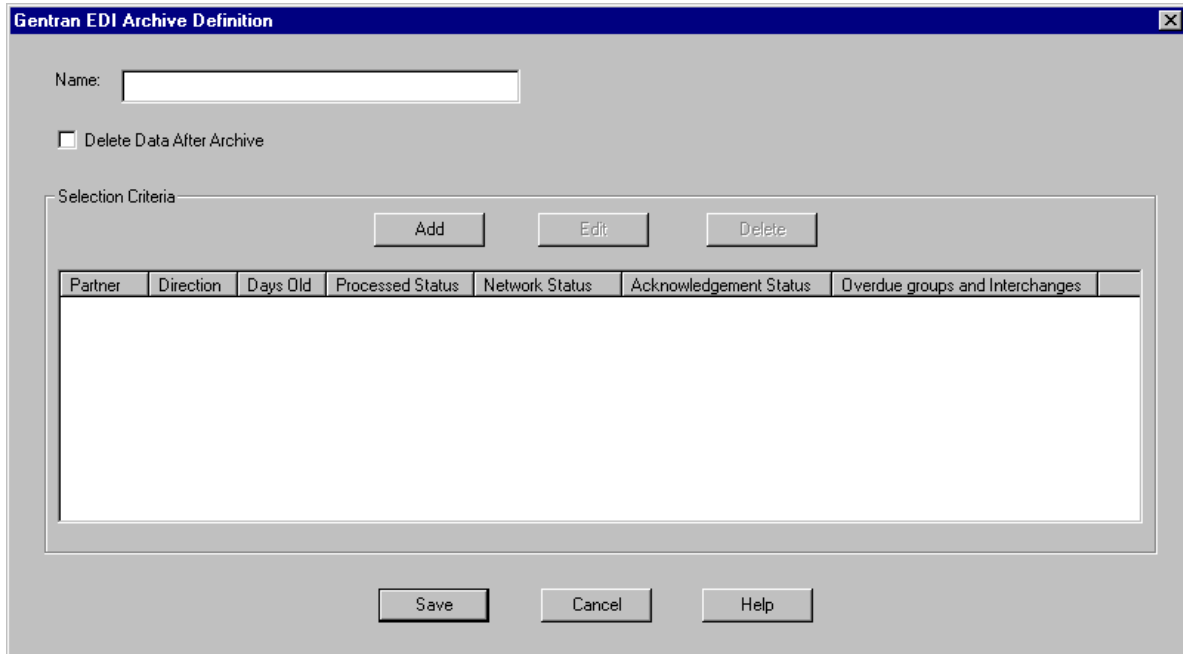 Gentran EDI Archive Definition
Name:
Delete Data After Archive
Selection Criteria
Add Edit Delete
Partner Direction Days Old Processed Status Network Status Acknowledgement Status Overdue groups and Interchanges
Save Cancel Help